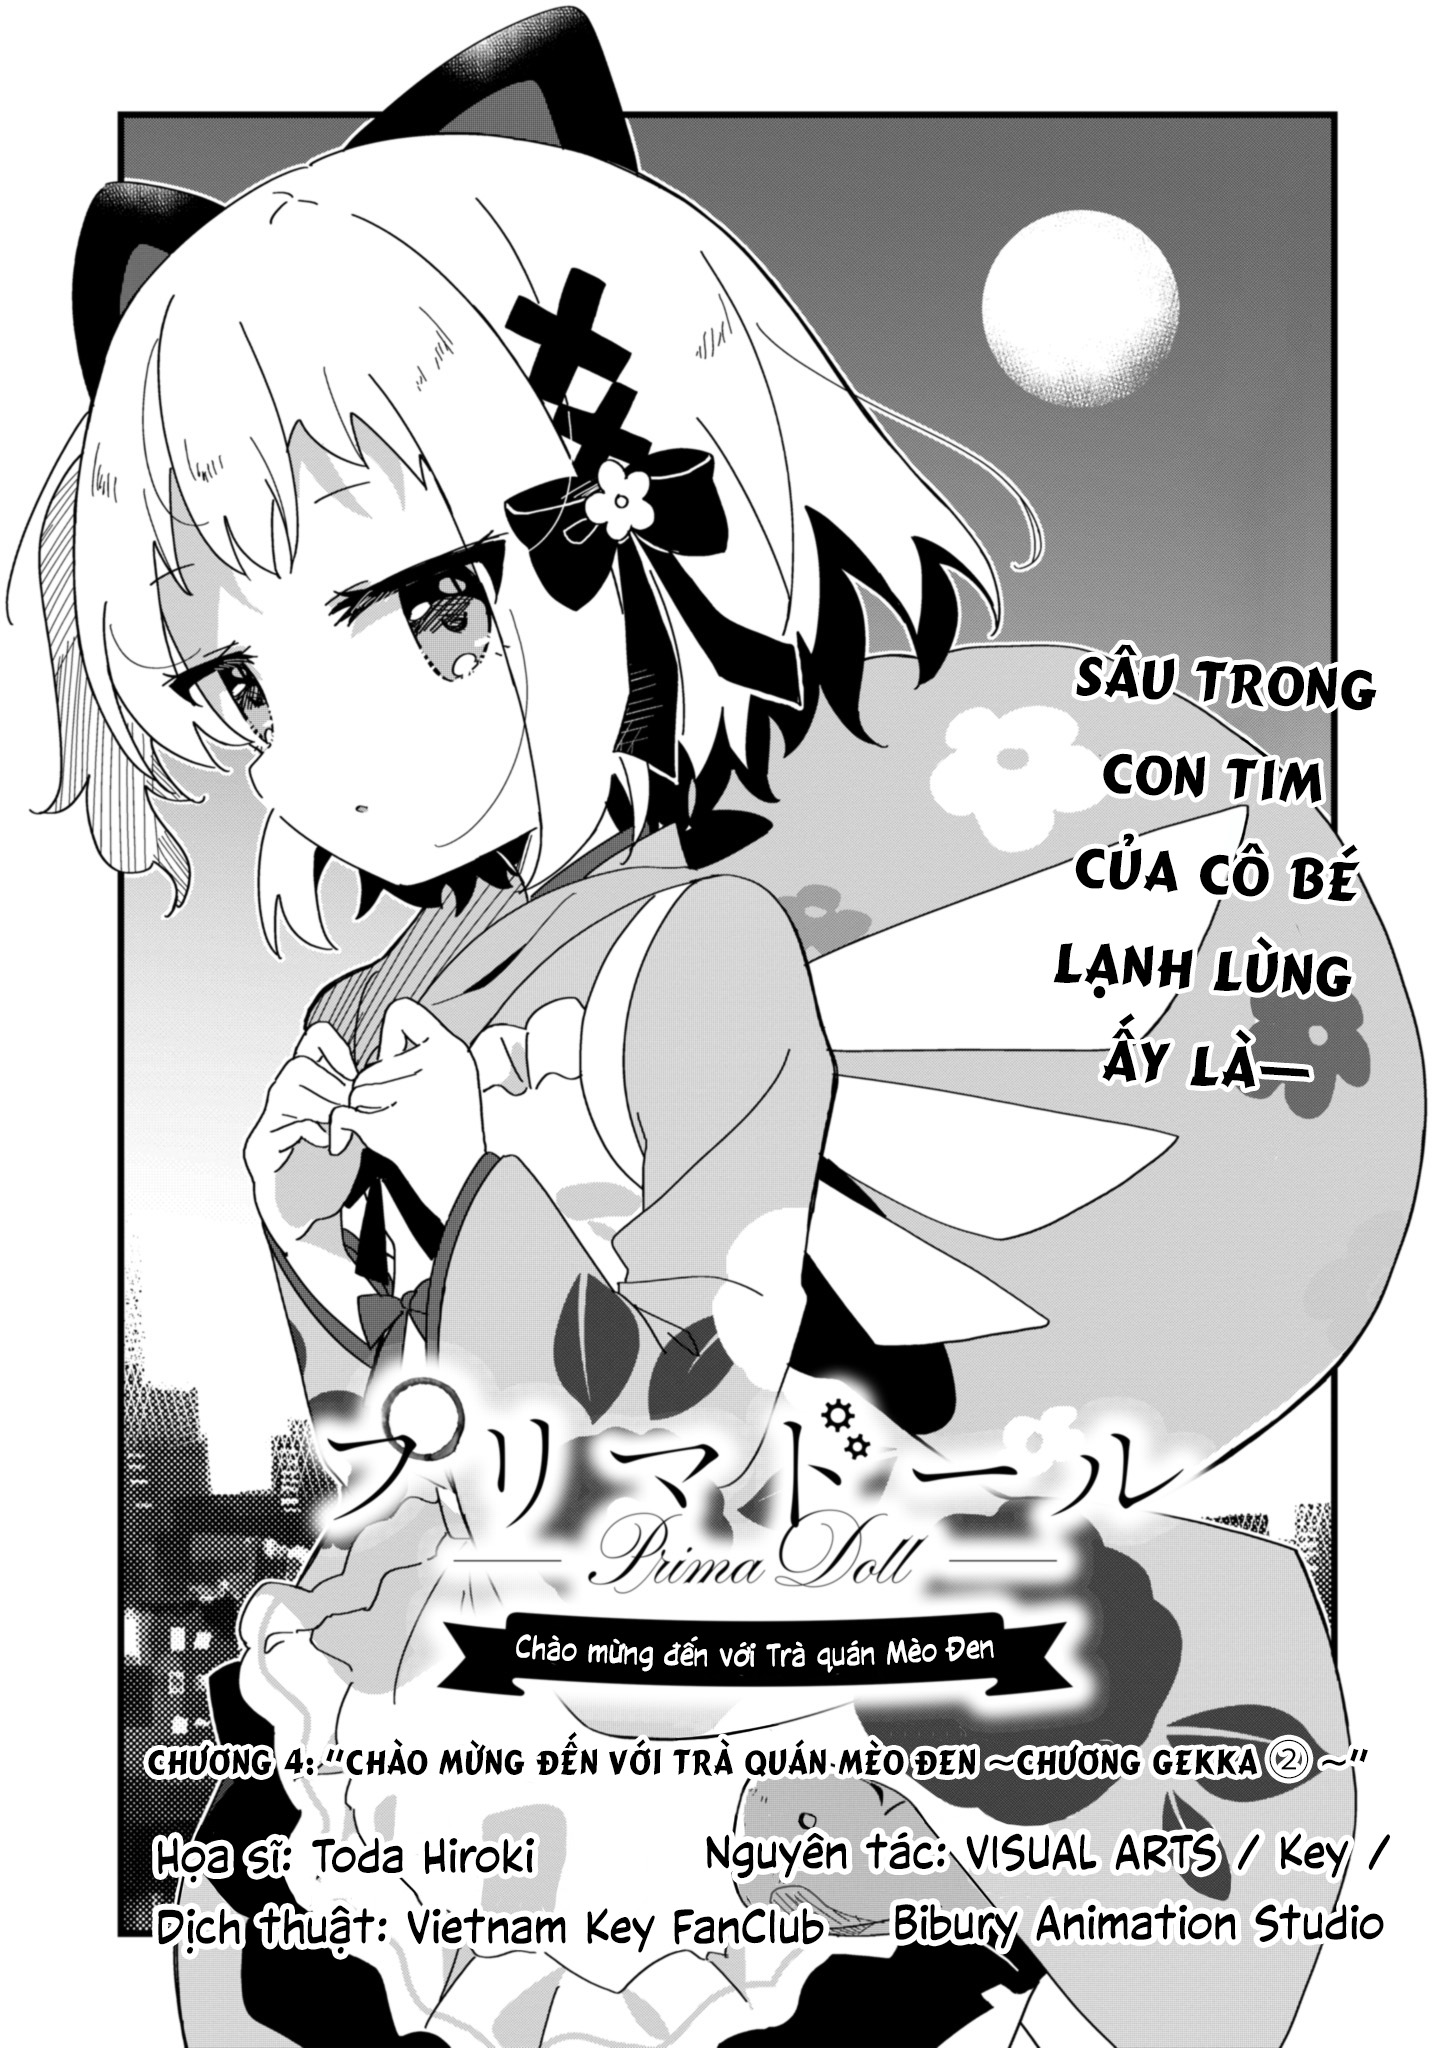 SÂU TRONG
CON TIM
CỦA CÔ BÉ
LẠNH LÙNG
ẤY LÀ—
プリマドール
Prima Doll
Chào mừng đến với Trà quán Mèo Đen
CHƯƠNG 4: "CHÀO MỪNG ĐẾN VỚI TRÀ QUÁN MÈO ĐEN ~CHƯƠNG GEKKA ② ~"
Họa sĩ: Toda Hiroki
Nguyên tác: VISUAL ARTS / Key /
Bibury Animation Studio
Dịch thuật: Vietnam Key FanClub